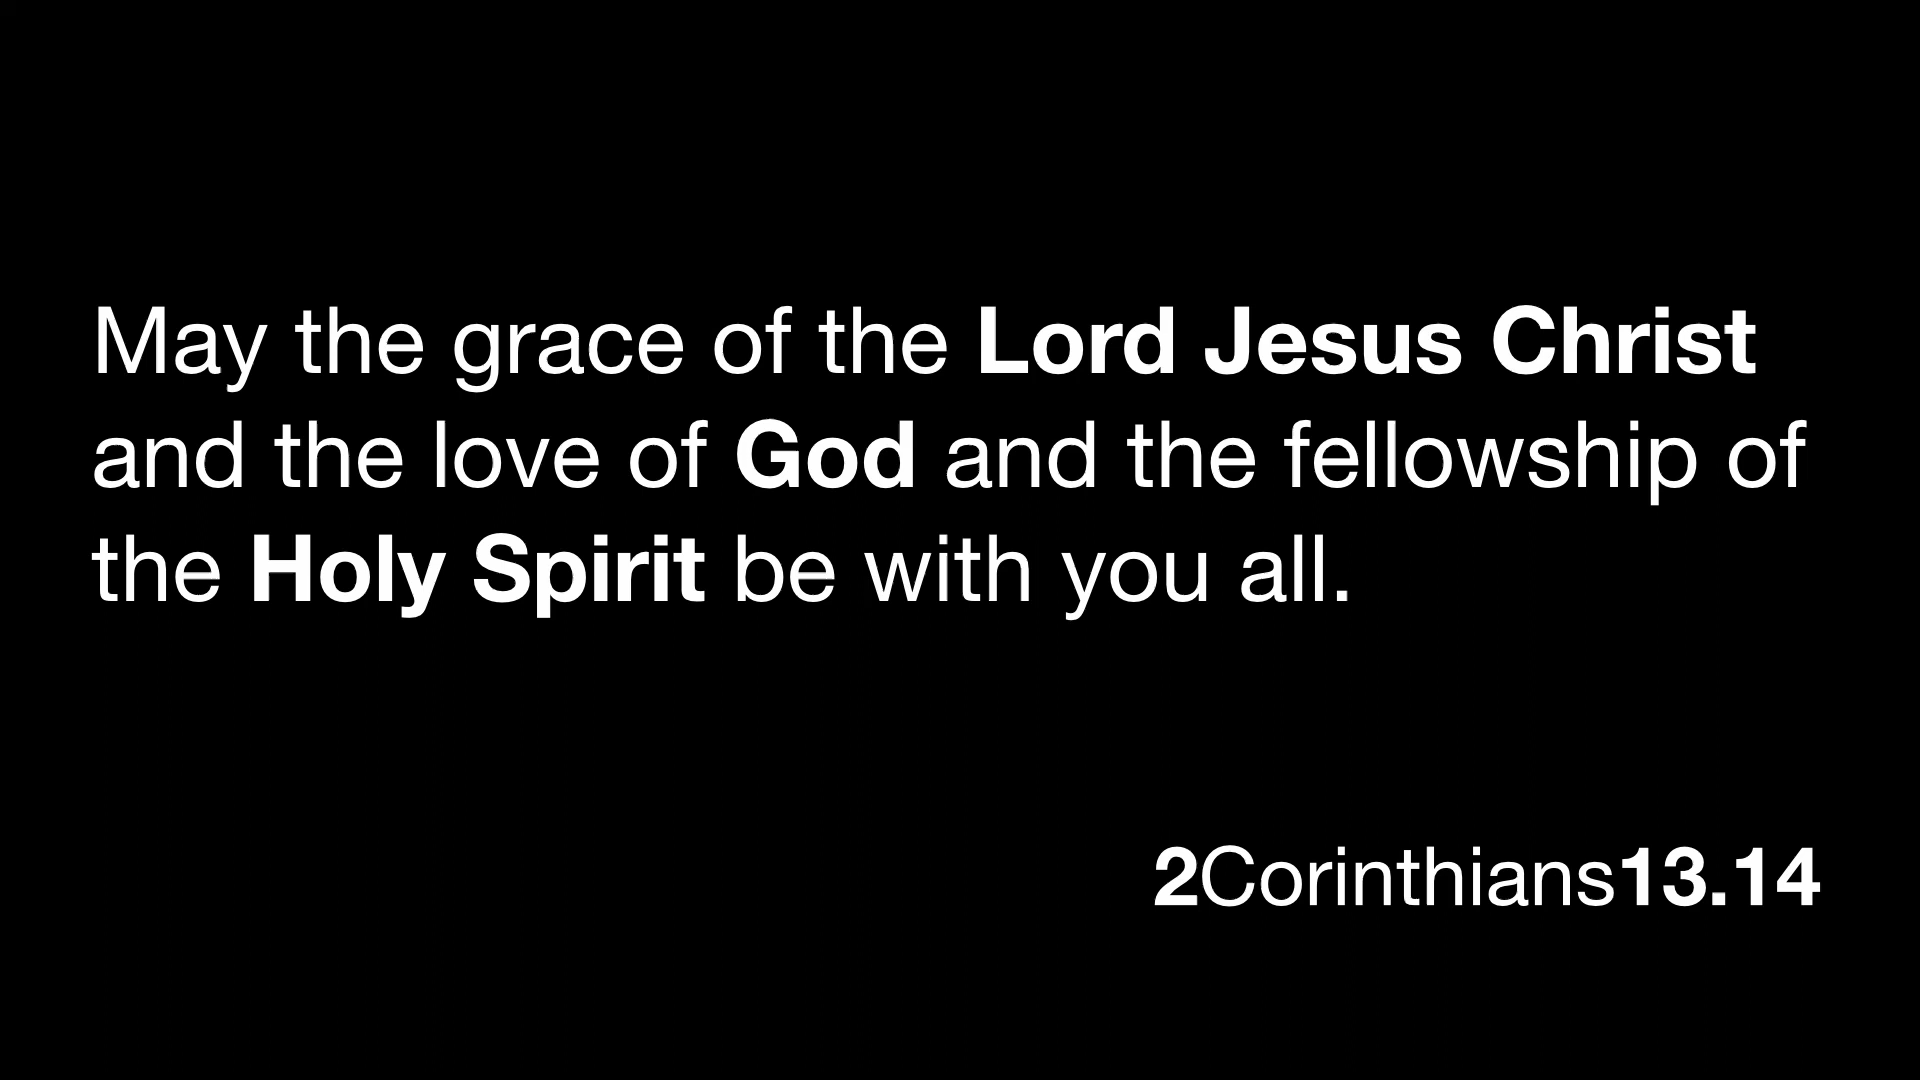 May the grace of the Lord Jesus Christ
and the love of God and the fellowship of
the Holy Spirit be with you all.
2Corinthians13.14